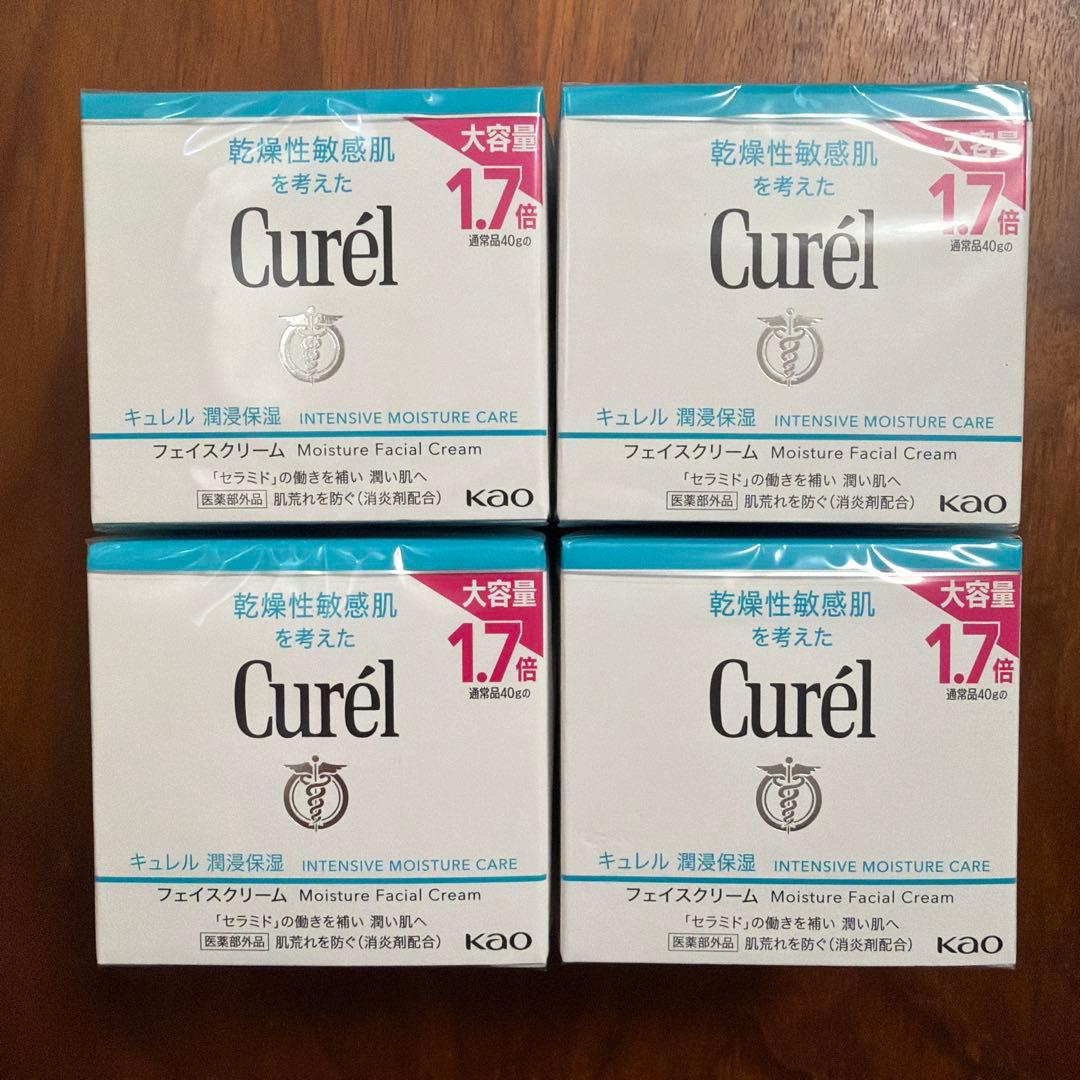 乾燥性敏感肌
を考えた
Curél
大容量
1.7倍
通常品40gの
キュレル 潤浸保湿 INTENSIVE MOISTURE CARE
フェイスクリーム Moisture Facial Cream
「セラミド」の働きを補い 潤い肌へ
医薬部外品 肌荒れを防ぐ(消炎剤配合)
Kao
乾燥性敏感肌
を考えた
Curél
大容量
1.7倍
通常品40gの
キュレル 潤浸保湿 INTENSIVE MOISTURE CARE
フェイスクリーム Moisture Facial Cream
「セラミド」の働きを補い 潤い肌へ
医薬部外品 肌荒れを防ぐ(消炎剤配合)
Kao
乾燥性敏感肌
を考えた
Curél
大容量
1.7倍
通常品40gの
キュレル 潤浸保湿 INTENSIVE MOISTURE CARE
フェイスクリーム Moisture Facial Cream
「セラミド」の働きを補い 潤い肌へ
医薬部外品 肌荒れを防ぐ(消炎剤配合)
Kao
乾燥性敏感肌
を考えた
Curél
大容量
1.7倍
通常品40gの
キュレル 潤浸保湿 INTENSIVE MOISTURE CARE
フェイスクリーム Moisture Facial Cream
「セラミド」の働きを補い 潤い肌へ
医薬部外品 肌荒れを防ぐ(消炎剤配合)
Kao